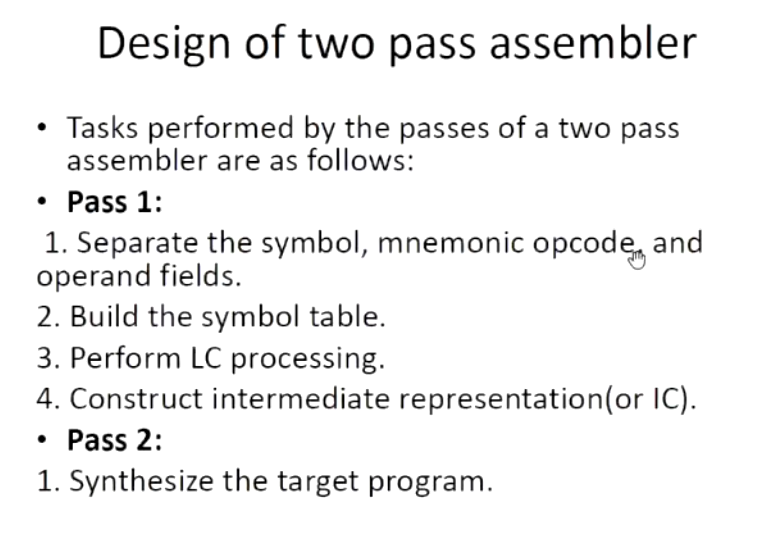 Design of two pass assembler
• Tasks performed by the passes of a two pass
assembler are as follows:
• Pass 1:
1. Separate the symbol, mnemonic opcode, and
operand fields.
2. Build the symbol table.
3. Perform LC processing.
4. Construct intermediate representation(or IC).
• Pass 2:
1. Synthesize the target program.